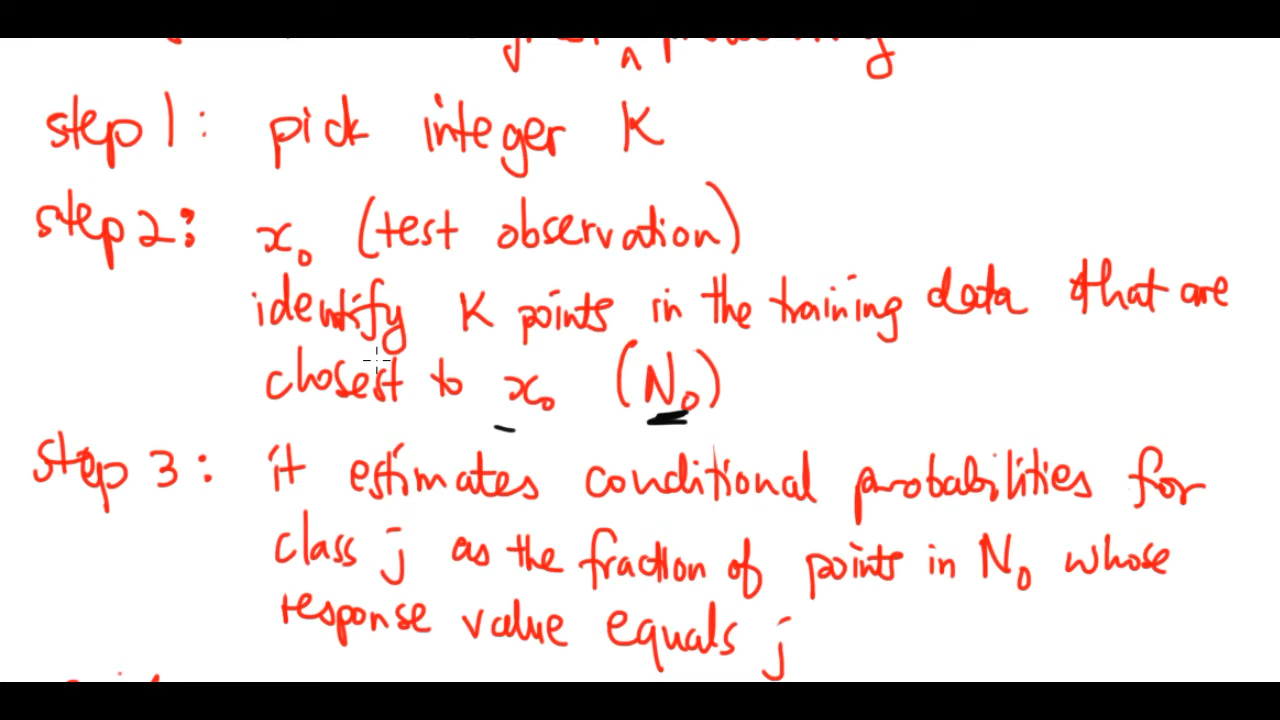 step 1: pick integer K
step 2: x₀ (test observation)
identify K points in the training data that are
closest to x₀ (N₀)
step 3: it estimates conditional probabilities for
class j as the fraction of points in N₀ whose
response value equals j